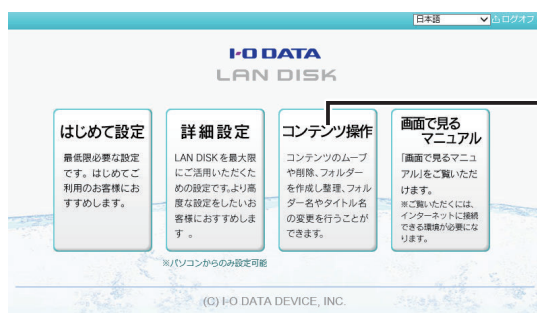 日本語 ログオフ
I-O DATA
LAN DISK
はじめて設定
最低限必要な設定
です。はじめてご
利用のお客様にお
すすめします。
詳細設定
LAN DISKを最大限
にご活用いただくた
めの設定です。より高
度な設定をしたいお
客様におすすめしま
す 。
※パソコンからのみ設定可能
コンテンツ操作
コンテンツのムーブ
や削除、フォルダー
を作成し整理、フォル
ダー名やタイトル名
の変更を行うことが
できます。
画面で見る
マニュアル
「画面で見るマニュ
アル」をご覧いただ
けます。
※ご覧いただくには、
インターネットに接続
できる環境が必要にな
ります。
(C) I-O DATA DEVICE, INC.